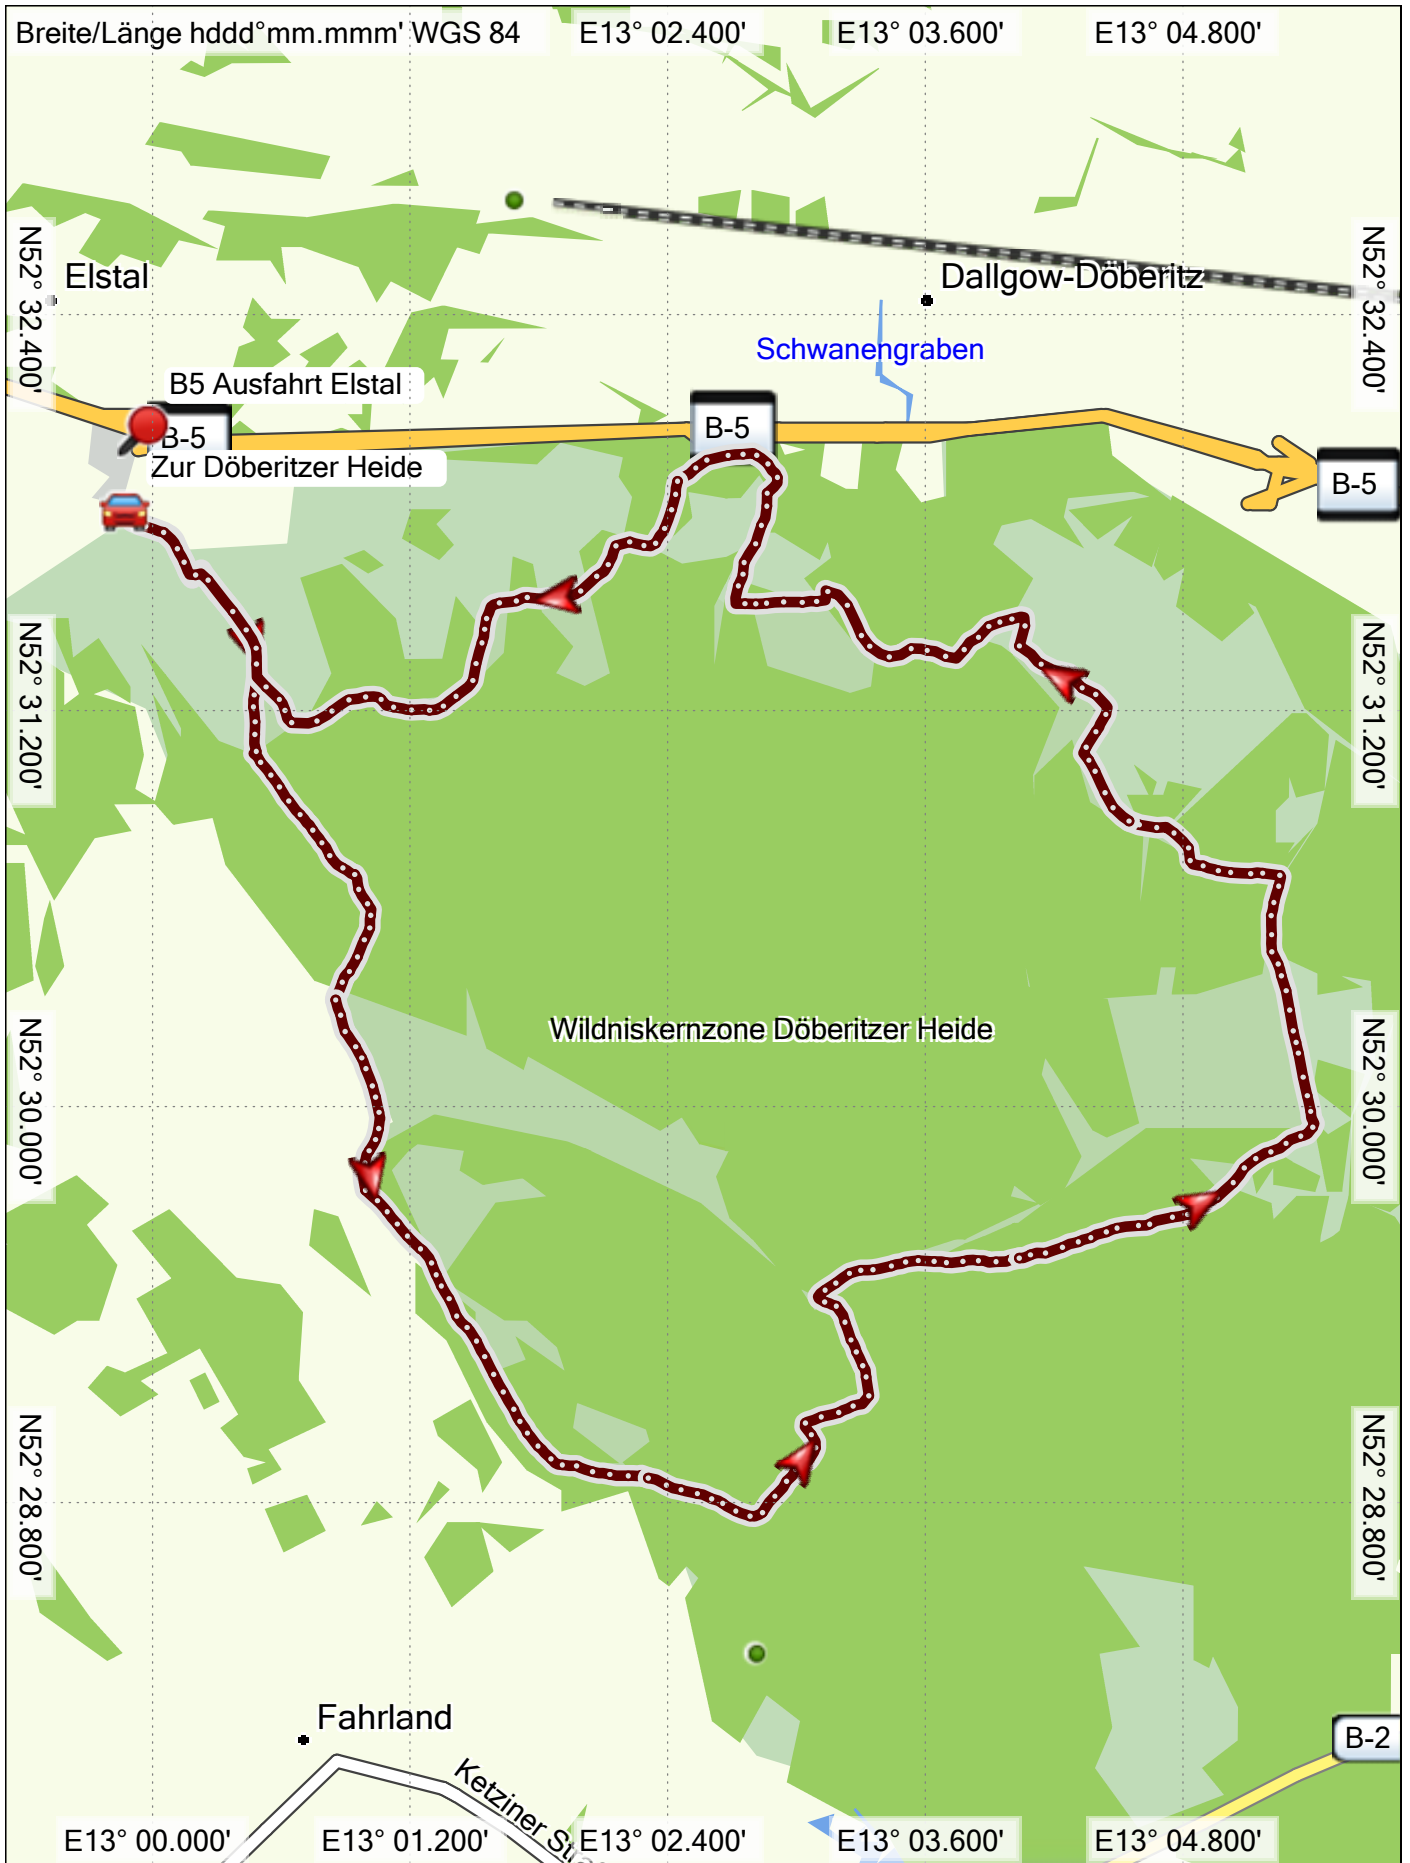 Breite/Länge hddd°mm.mmm' WGS 84
E13° 02.400'
E13° 03.600'
E13° 04.800'
N52° 32.400'
Elstal
Dallgow-Döberitz
N52° 32.400'
Schwanengraben
B5 Ausfahrt Elstal
B-5
B-5
Zur Döberitzer Heide
B-5
N52° 31.200'
N52° 31.200'
Wildniskernzone Döberitzer Heide
N52° 30.000'
N52° 30.000'
N52° 28.800'
N52° 28.800'
Fahrland
B-2
Ketziner Stra
E13° 00.000'
E13° 01.200'
E13° 02.400'
E13° 03.600'
E13° 04.800'